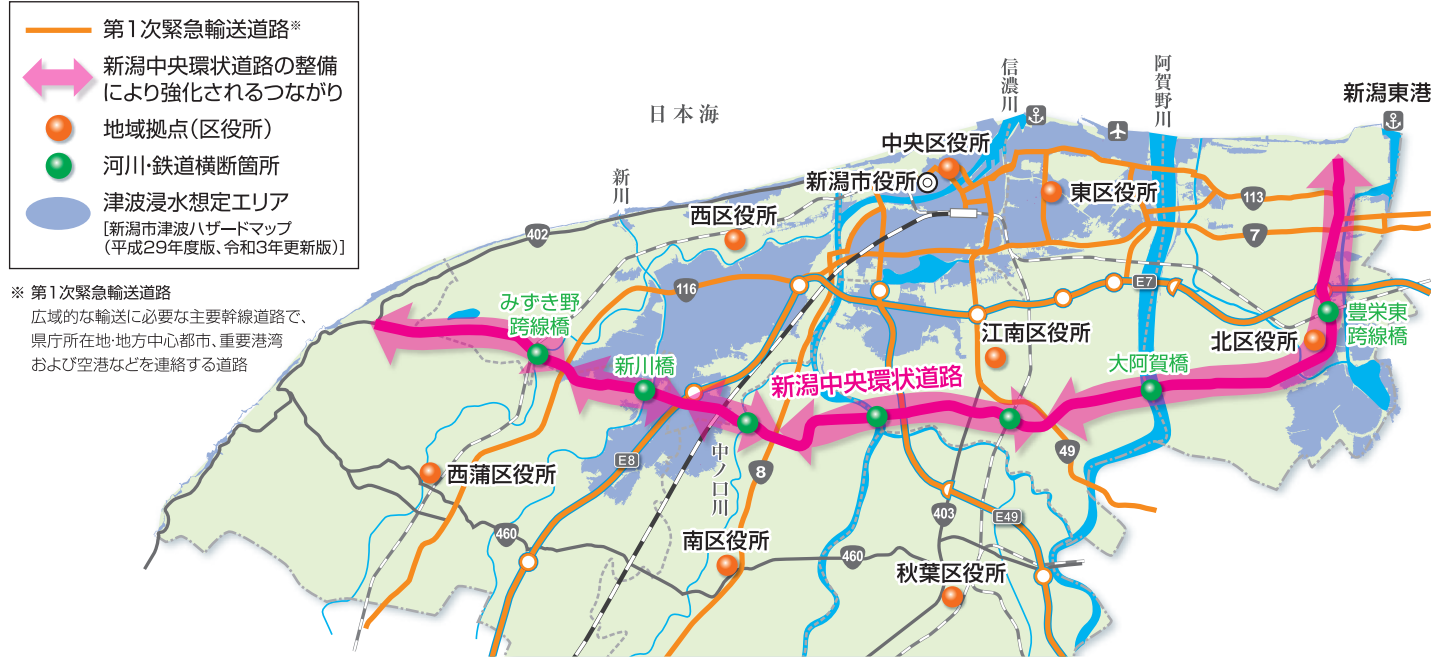 第1次緊急輸送道路※
新潟中央環状道路の整備
により強化されるつながり
地域拠点（区役所）
河川・鉄道横断箇所
津波浸水想定エリア
[新潟市津波ハザードマップ
（平成29年度版、令和3年更新版）]
※ 第1次緊急輸送道路
広域的な輸送に必要な主要幹線道路で、
県庁所在地・地方中心都市、重要港湾
および空港などを連絡する道路
日本海
信濃川
阿賀野川
新潟東港
中央区役所
新川
新潟市役所
東区役所
113
西区役所
402
7
116
E7
みずき野
跨線橋
江南区役所
北区役所
豊栄東
跨線橋
新川橋
大阿賀橋
新潟中央環状道路
49
E8
中ノ口川
8
西蒲区役所
403
E49
460
南区役所
460
秋葉区役所